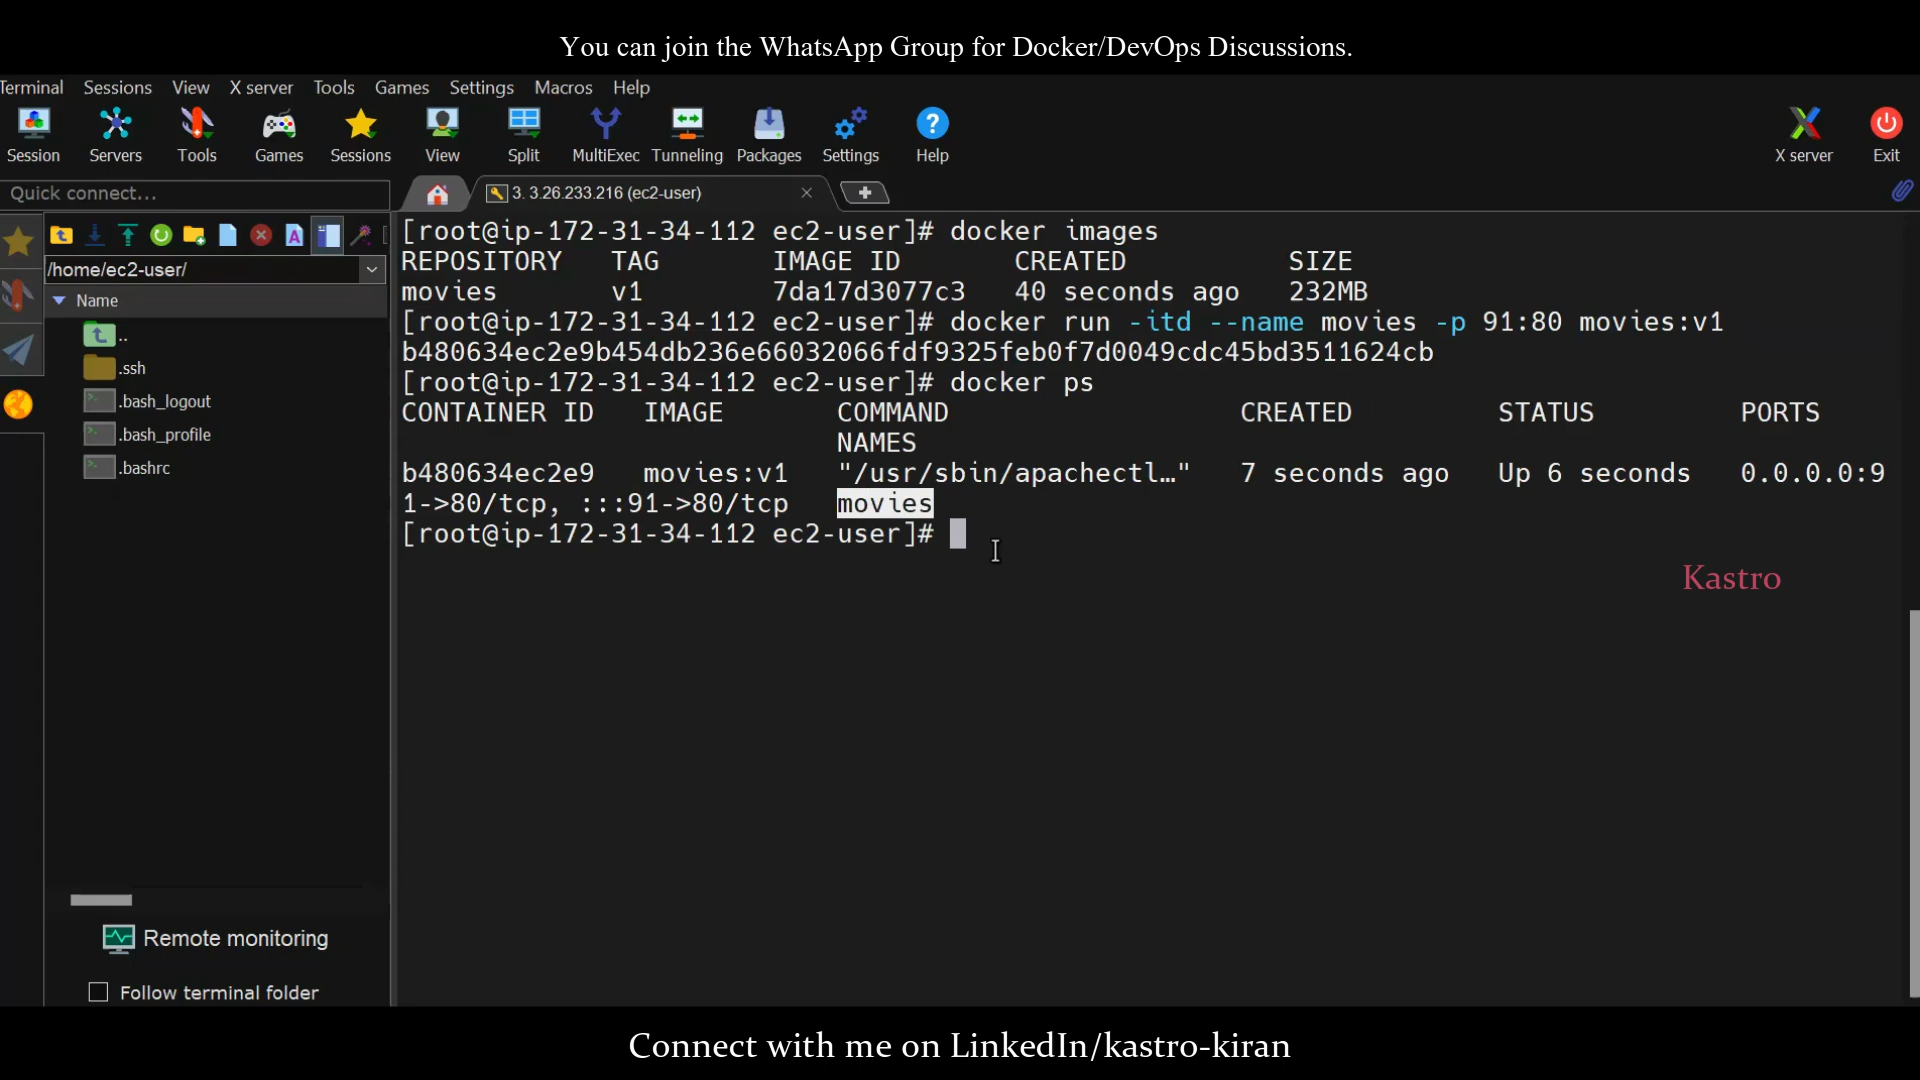 You can join the WhatsApp Group for Docker/DevOps Discussions.
Terminal Sessions View X server Tools Games Settings Macros Help
Session Servers Tools Games Sessions View Split MultiExec Tunneling Packages Settings Help X server Exit
Quick connect...
3. 3.26.233.216 (ec2-user)
/home/ec2-user/
Name
..
.ssh
.bash_logout
.bash_profile
.bashrc
Remote monitoring
Follow terminal folder
[root@ip-172-31-34-112 ec2-user]# docker images
REPOSITORY TAG IMAGE ID CREATED SIZE
movies v1 7da17d3077c3 40 seconds ago 232MB
[root@ip-172-31-34-112 ec2-user]# docker run -itd --name movies -p 91:80 movies:v1
b480634ec2e9b454db236e66032066fdf9325feb0f7d0049cdc45bd3511624cb
[root@ip-172-31-34-112 ec2-user]# docker ps
CONTAINER ID IMAGE COMMAND CREATED STATUS PORTS
NAMES
b480634ec2e9 movies:v1 "/usr/sbin/apachectl…" 7 seconds ago Up 6 seconds 0.0.0.0:9
1->80/tcp, :::91->80/tcp movies
[root@ip-172-31-34-112 ec2-user]#
Kastro
Connect with me on LinkedIn/kastro-kiran